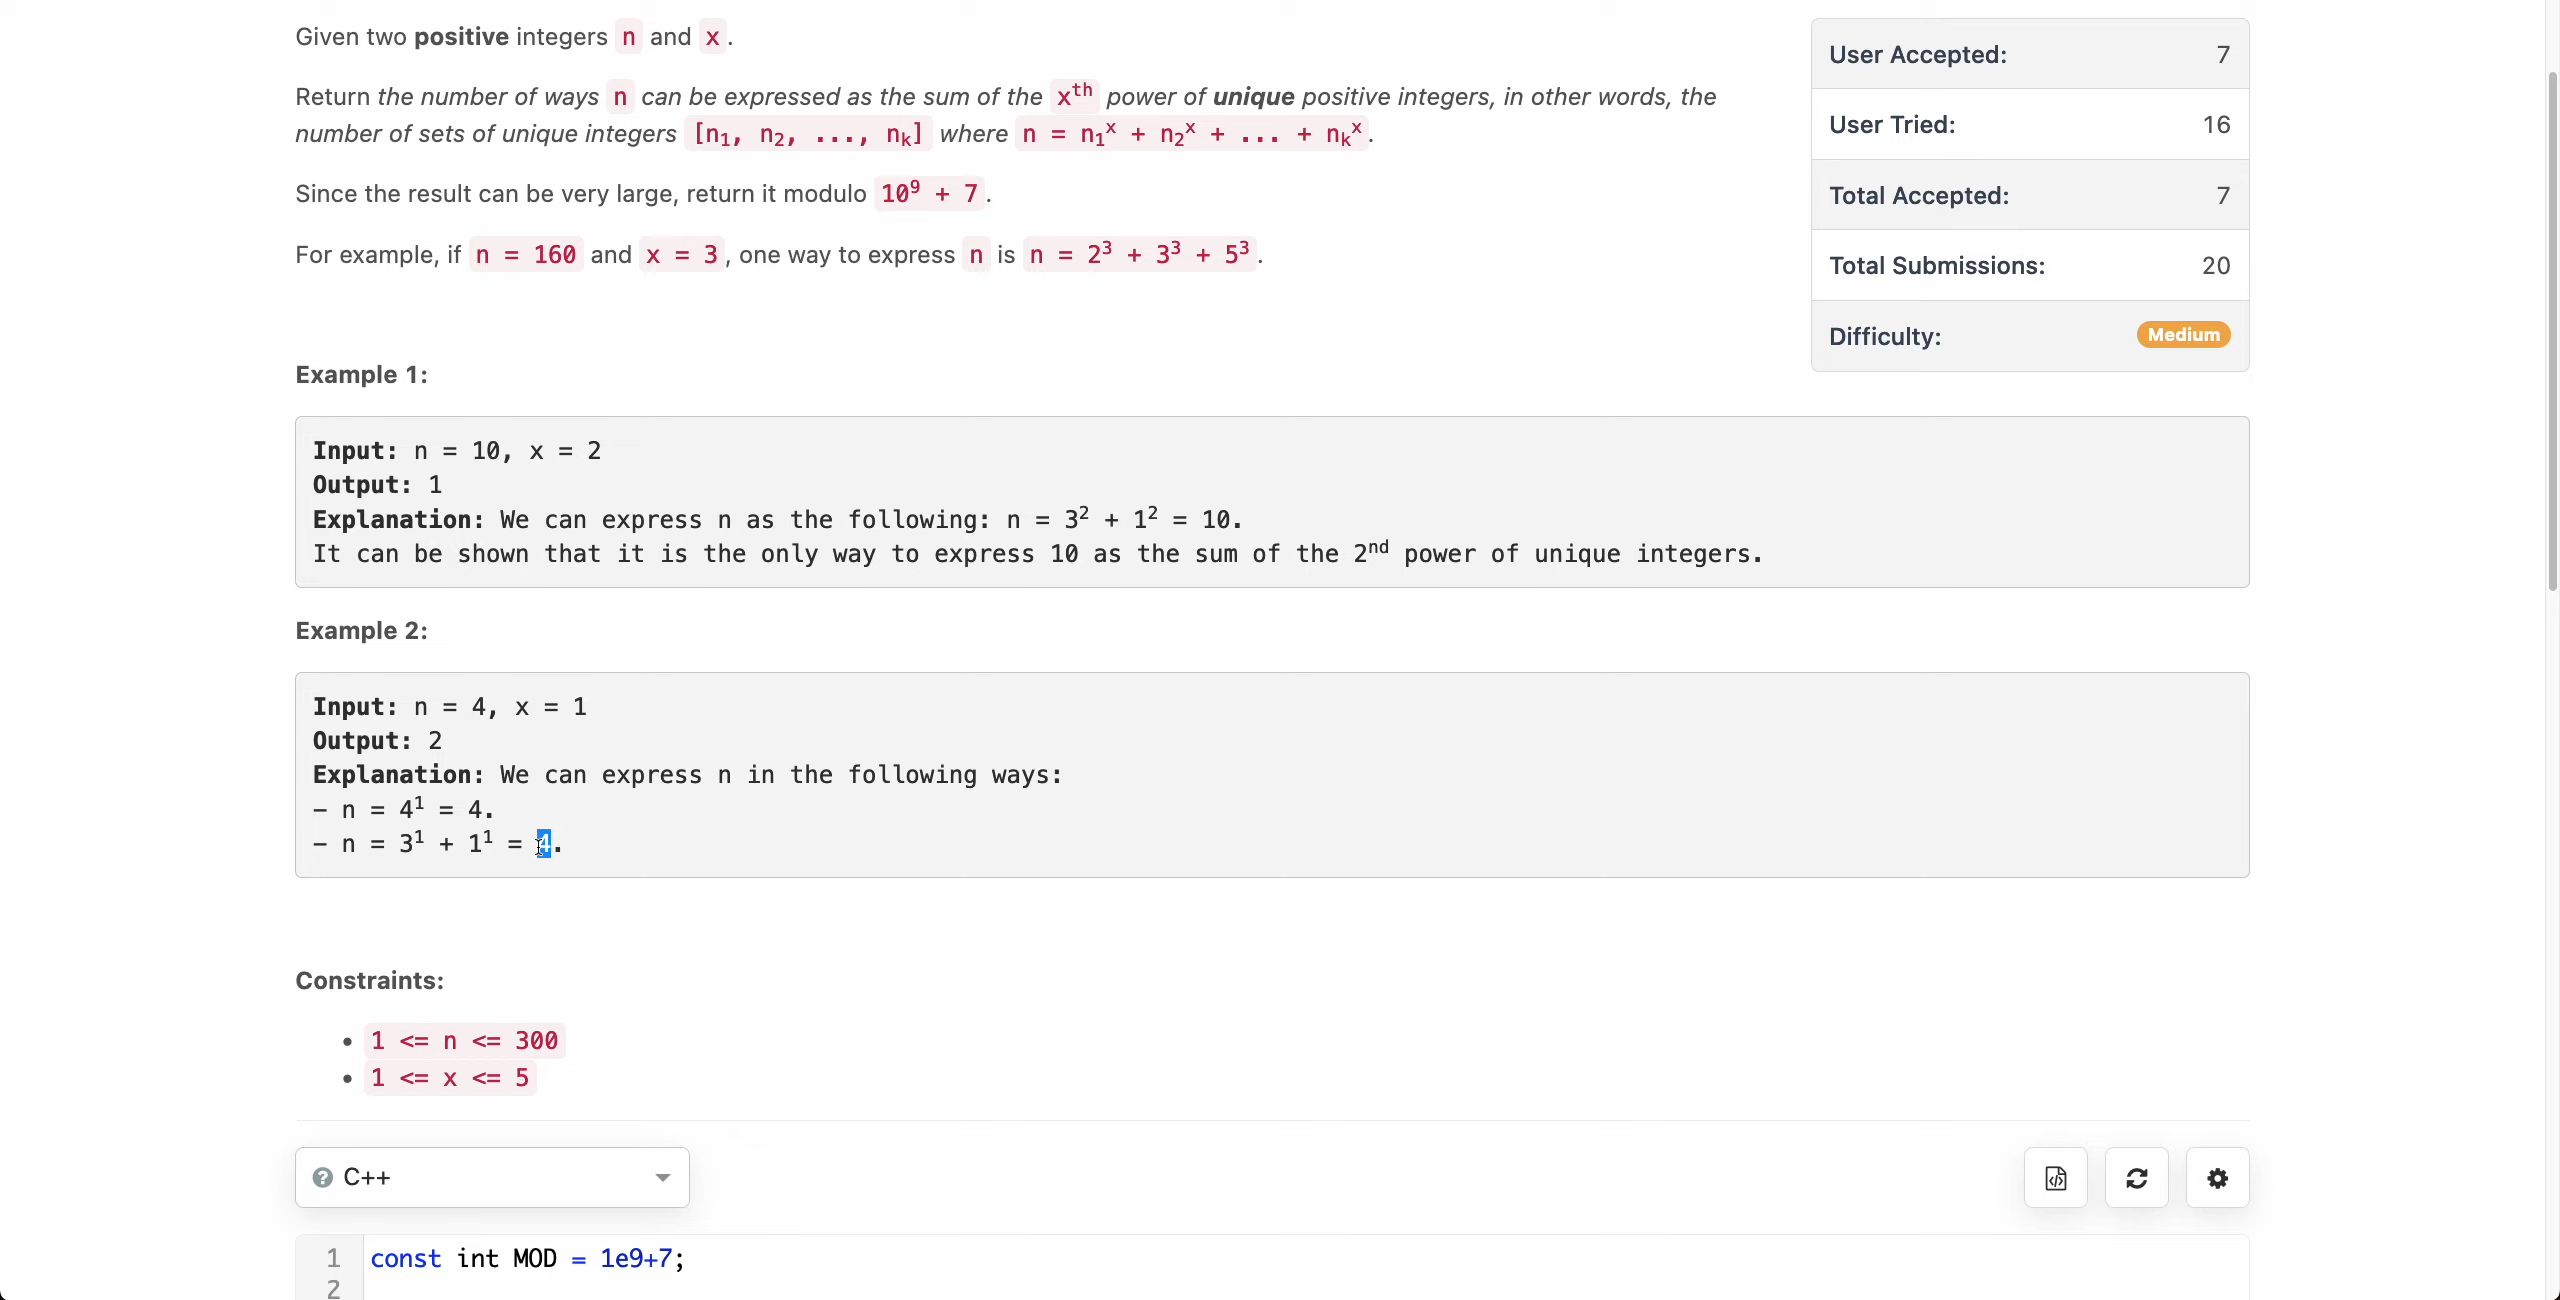 Given two positive integers n and x.
Return the number of ways n can be expressed as the sum of the xᵗʰ power of unique positive integers, in other words, the
number of sets of unique integers [n₁, n₂, ..., nₖ] where n = n₁ˣ + n₂ˣ + ... + nₖˣ.
Since the result can be very large, return it modulo 10⁹ + 7.
For example, if n = 160 and x = 3, one way to express n is n = 2³ + 3³ + 5³.
User Accepted: 7
User Tried: 16
Total Accepted: 7
Total Submissions: 20
Difficulty: Medium
Example 1:
Input: n = 10, x = 2
Output: 1
Explanation: We can express n as the following: n = 3² + 1² = 10.
It can be shown that it is the only way to express 10 as the sum of the 2ⁿᵈ power of unique integers.
Example 2:
Input: n = 4, x = 1
Output: 2
Explanation: We can express n in the following ways:
- n = 4¹ = 4.
- n = 3¹ + 1¹ = 4.
Constraints:
• 1 <= n <= 300
• 1 <= x <= 5
? C++
1 const int MOD = 1e9+7;
2